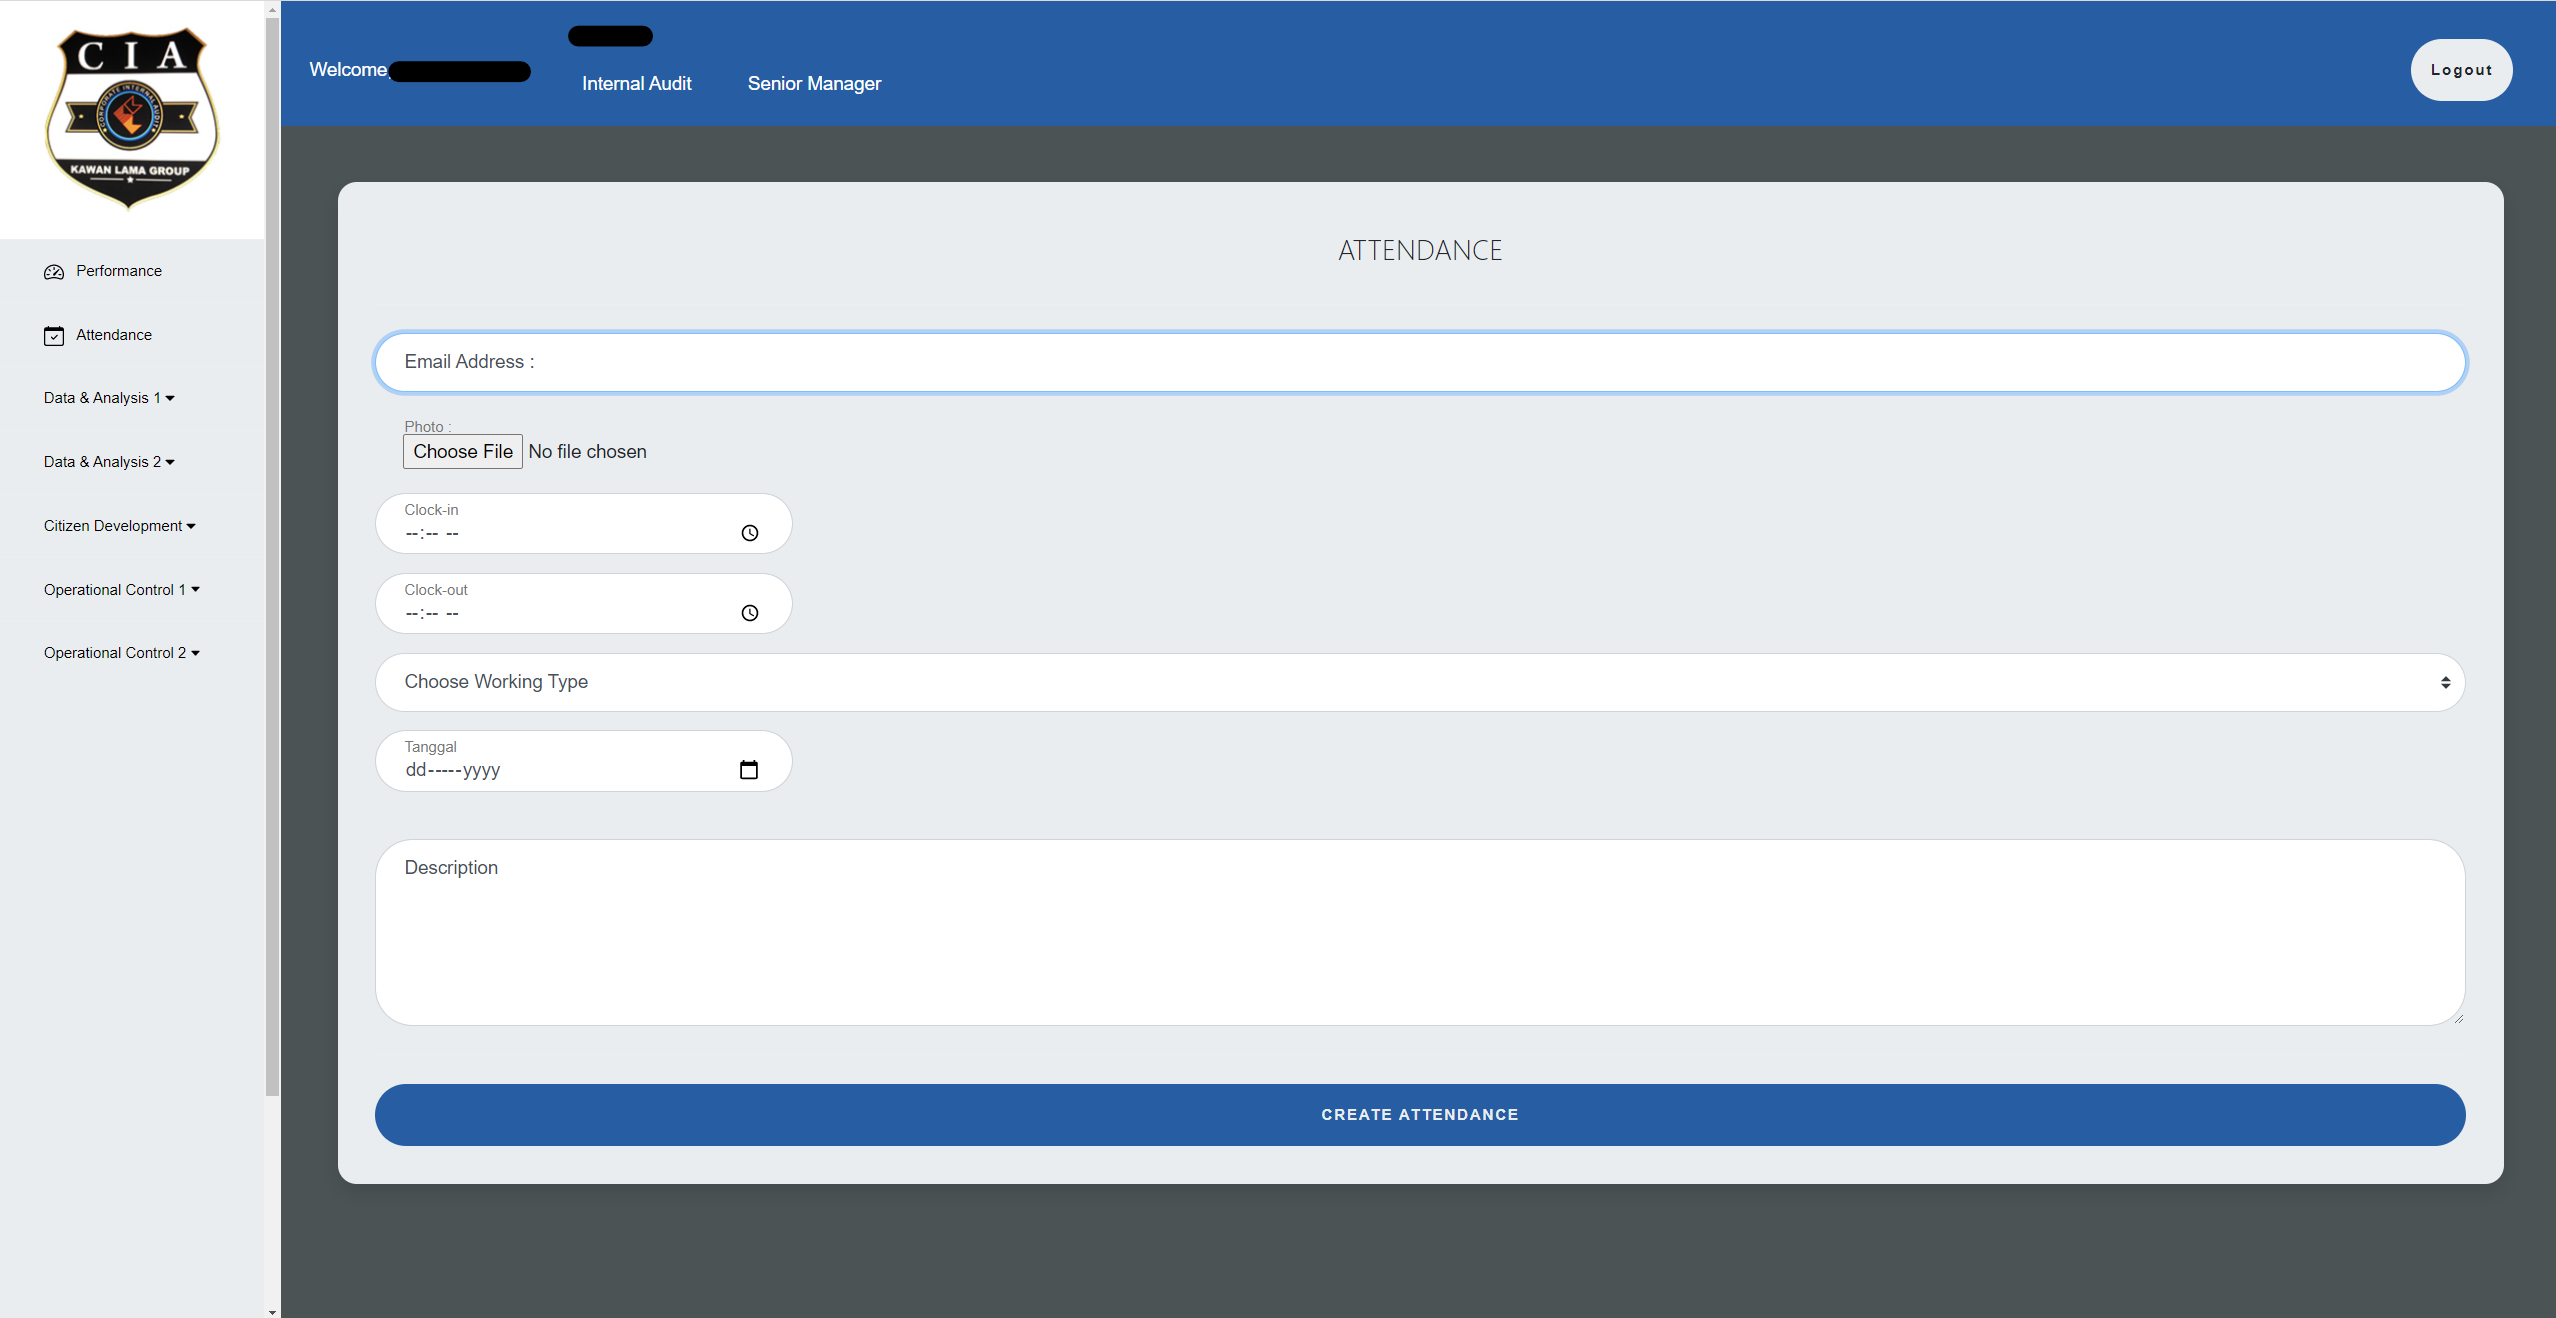 C I A
CORPORATE INTERNAL AUDIT
KAWAN LAMA GROUP
Performance
Attendance
Data & Analysis 1
Data & Analysis 2
Citizen Development
Operational Control 1
Operational Control 2
Welcome
Internal Audit
Senior Manager
Logout
ATTENDANCE
Email Address :
Photo :
Choose File No file chosen
Clock-in
--:-- --
Clock-out
--:-- --
Choose Working Type
Tanggal
dd-----yyyy
Description
CREATE ATTENDANCE